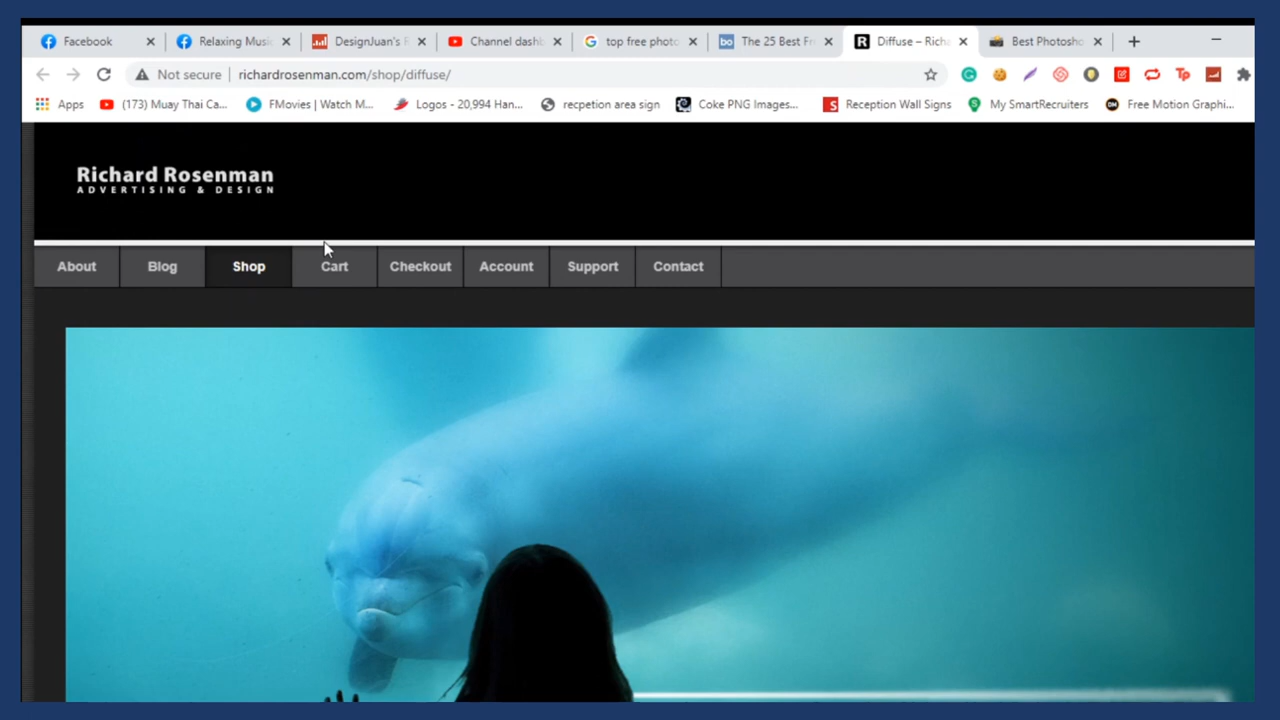 Facebook
Relaxing Music
DesignJuan's
Channel dashb
top free photo
The 25 Best Fr
Diffuse – Richa
Best Photosho
Not secure
richardrosenman.com/shop/diffuse/
Apps
(173) Muay Thai Ca...
FMovies | Watch M...
Logos - 20,994 Han...
recpetion area sign
Coke PNG Images...
Reception Wall Signs
My SmartRecruiters
Free Motion Graphi...
Richard Rosenman
ADVERTISING & DESIGN
About
Blog
Shop
Cart
Checkout
Account
Support
Contact